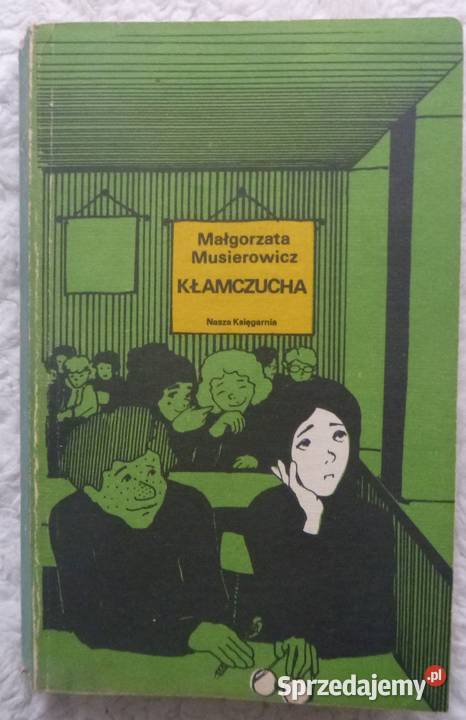 Małgorzata
Musierowicz
KŁAMCZUCHA
Nasza Księgarnia
Sprzedajemy.pl